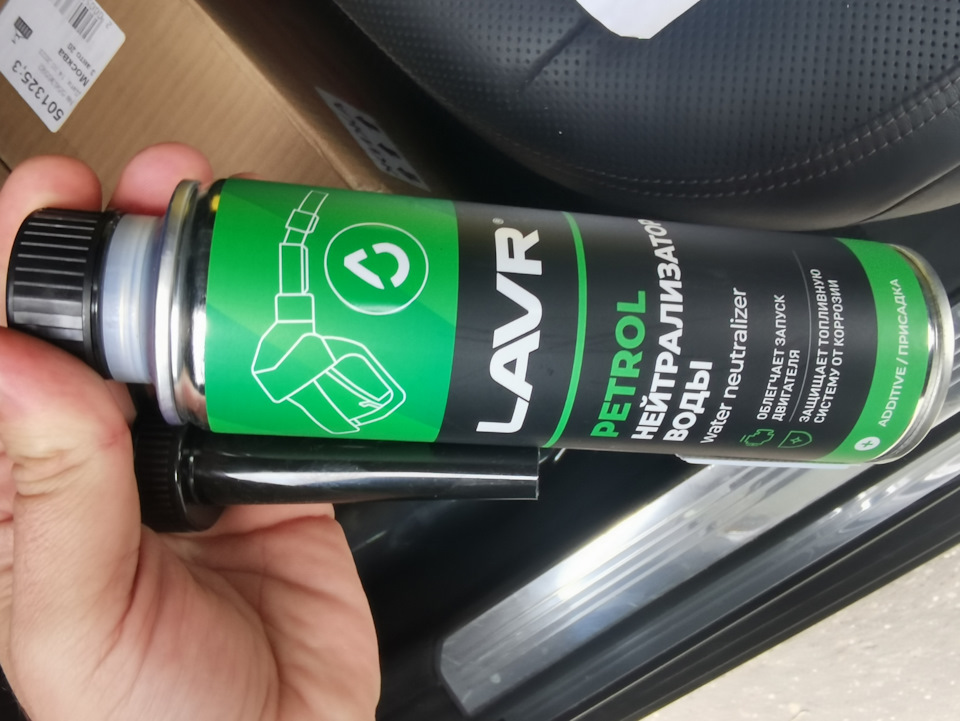 LAVR®
PETROL
НЕЙТРАЛИЗАТОР
ВОДЫ
Water neutralizer
ОБЛЕГЧАЕТ ЗАПУСК
ДВИГАТЕЛЯ
ЗАЩИЩАЕТ ТОПЛИВНУЮ
СИСТЕМУ ОТ КОРРОЗИИ
ADDITIVE / ПРИСАДКА
501325;3
Москва